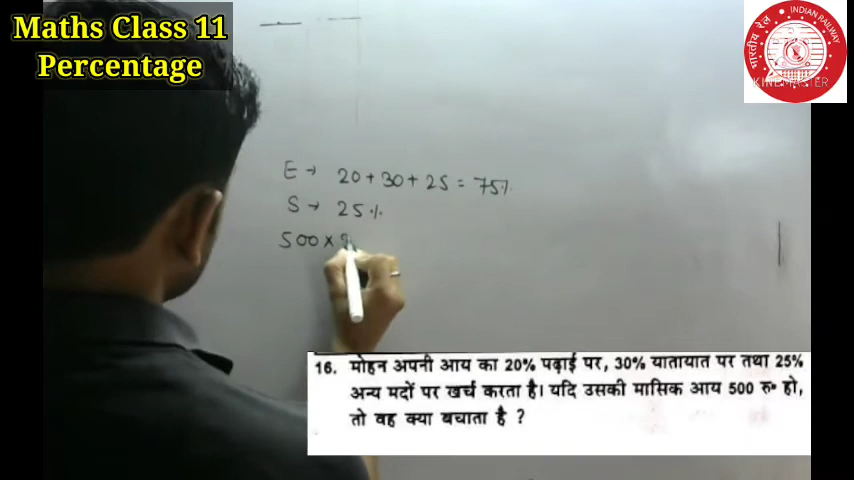 Maths Class 11
Percentage
भारतीय रेल • INDIAN RAILWAY
KINEMASTER
E → 20 + 30 + 25 = 75%
S → 25%
500 ×
16. मोहन अपनी आय का 20% पढ़ाई पर, 30% यातायात पर तथा 25%
अन्य मदों पर खर्च करता है। यदि उसकी मासिक आय 500 रु॰ हो,
तो वह क्या बचाता है ?